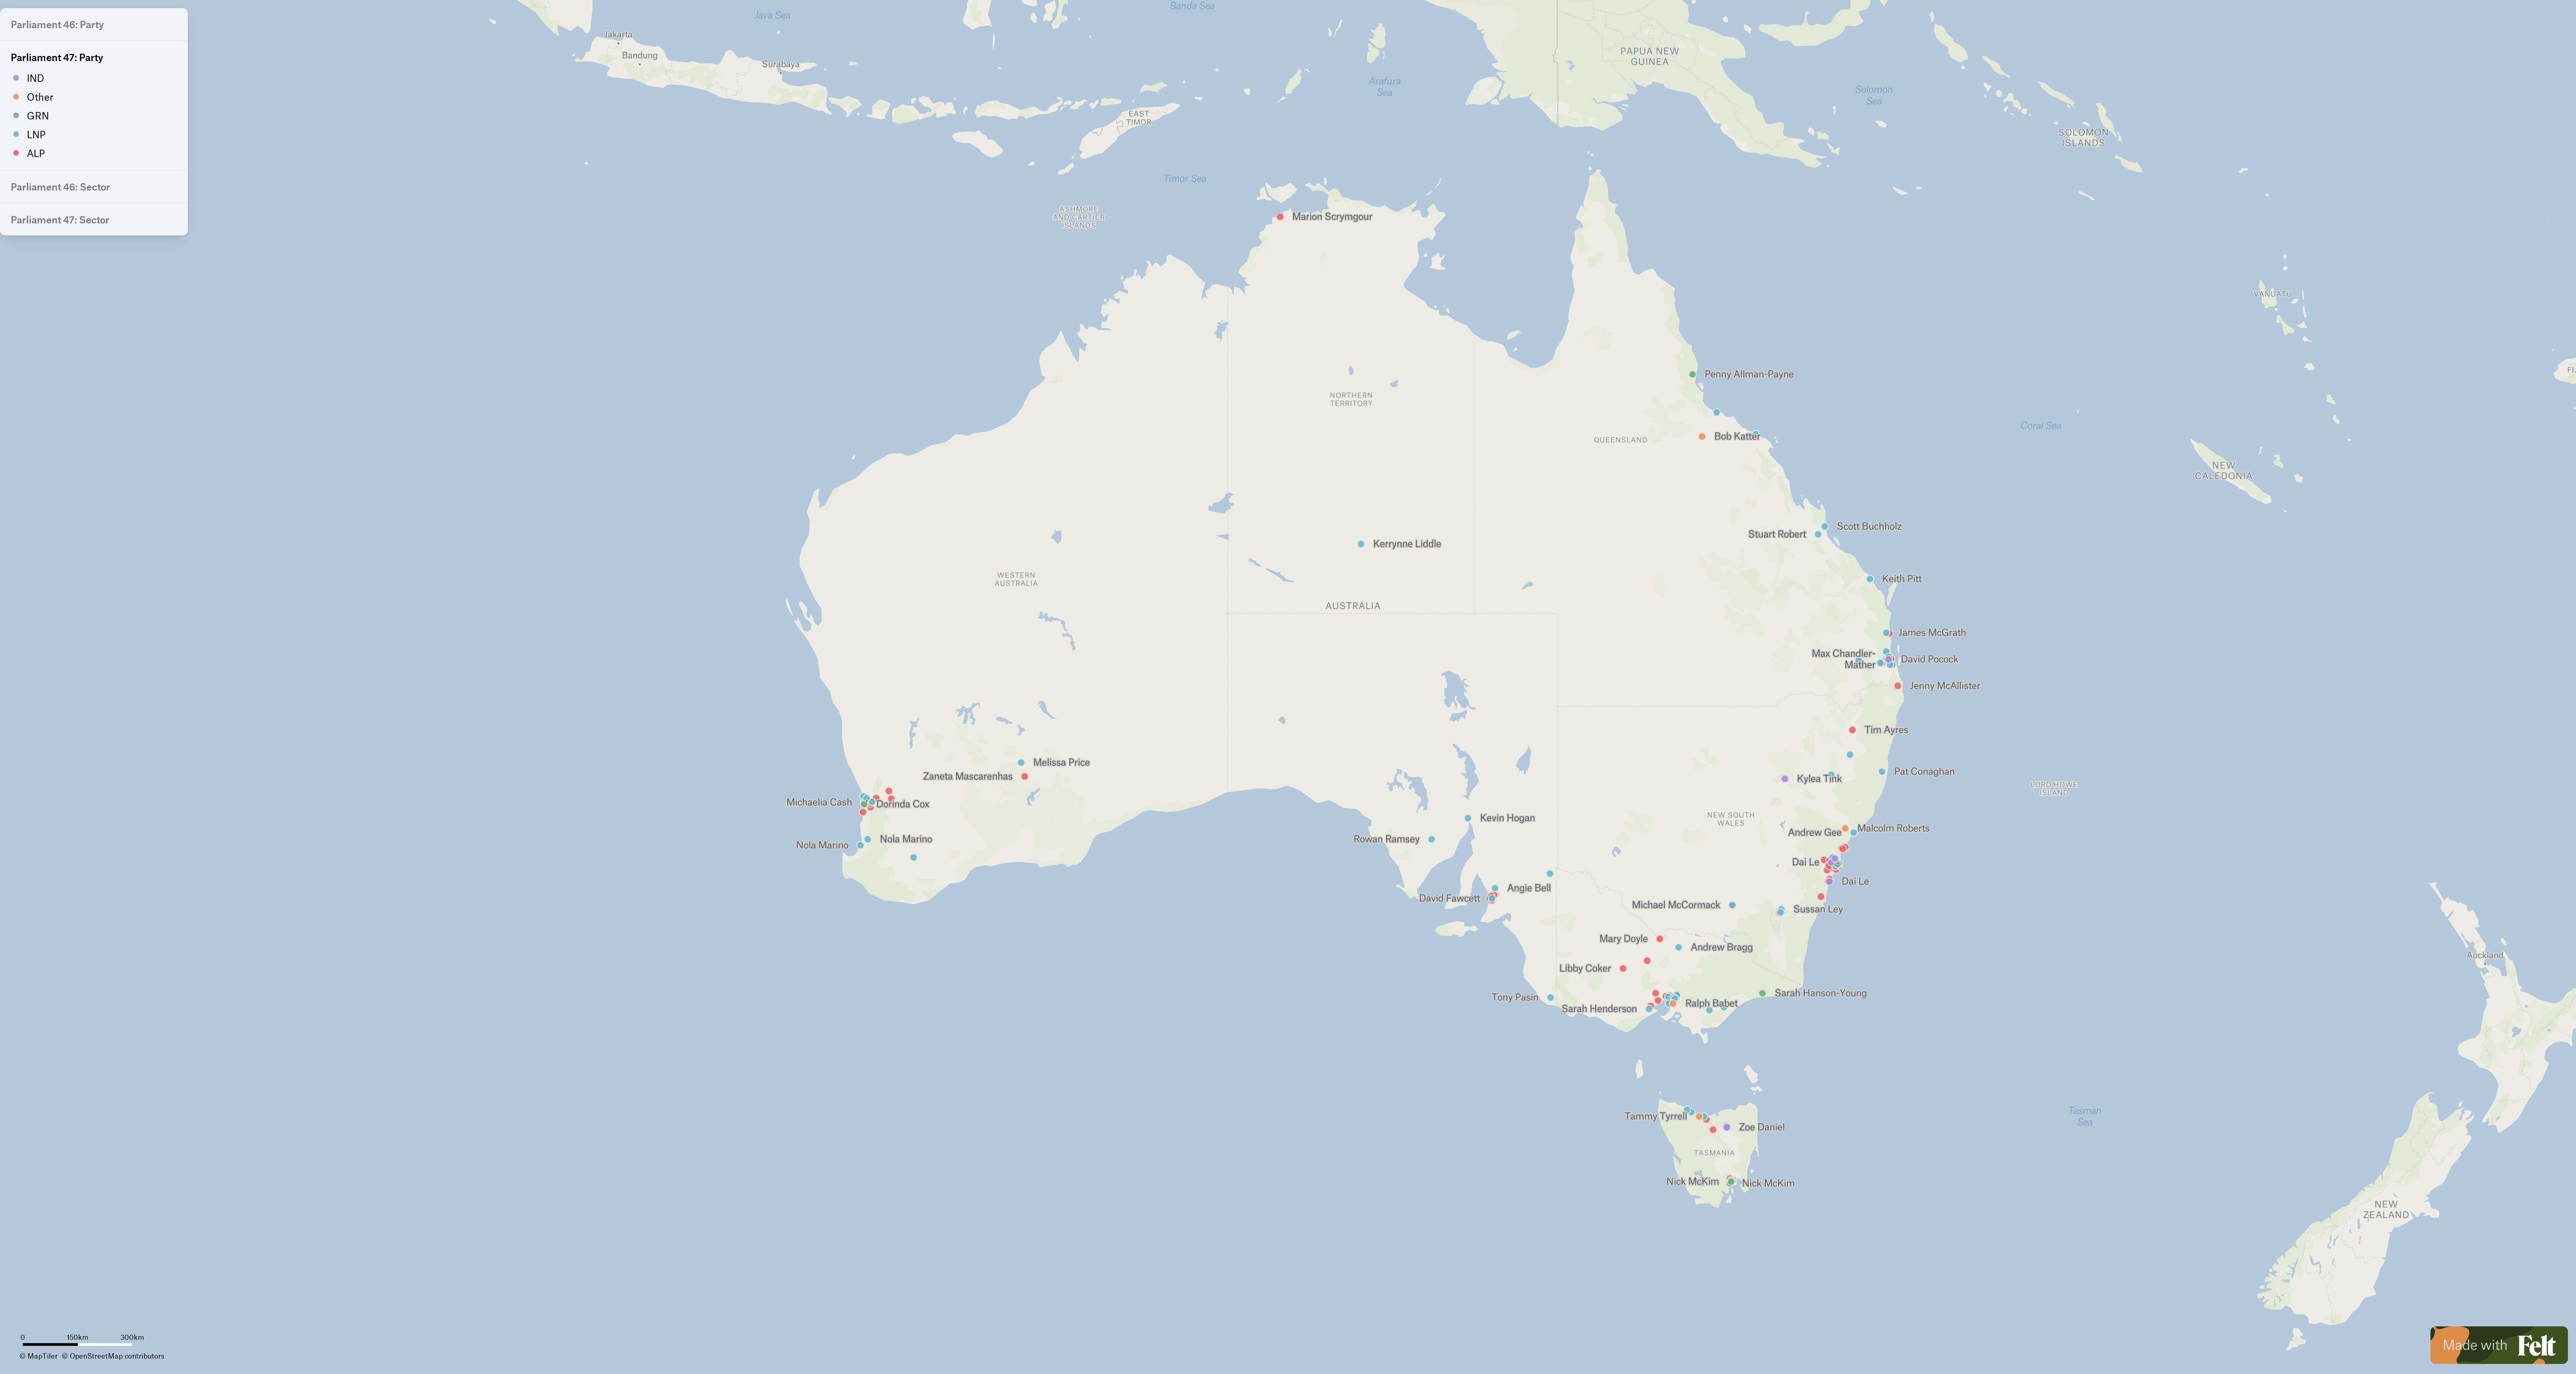 Parliament 46: Party
Parliament 47: Party
IND
Other
GRN
LNP
ALP
Parliament 46: Sector
Parliament 47: Sector
Java Sea
Banda Sea
Jakarta
Bandung
Surabaya
Arafura
Sea
PAPUA NEW
GUINEA
Solomon
Sea
EAST
TIMOR
SOLOMON
ISLANDS
Timor Sea
ASHMORE
AND CARTIER
ISLANDS
Marion Scrymgour
VANUATU
FI
Penny Allman-Payne
NORTHERN
TERRITORY
Bob Katter
QUEENSLAND
Coral Sea
NEW
CALEDONIA
Scott Buchholz
Stuart Robert
Kerrynne Liddle
WESTERN
AUSTRALIA
Keith Pitt
AUSTRALIA
James McGrath
Max Chandler-
Mather
David Pocock
Jenny McAllister
Tim Ayres
Melissa Price
Zaneta Mascarenhas
Pat Conaghan
Kylea Tink
LORD HOWE
ISLAND
Michaelia Cash
Dorinda Cox
Kevin Hogan
NEW SOUTH
WALES
Andrew Gee
Malcolm Roberts
Nola Marino
Nola Marino
Rowan Ramsey
Dai Le
Dai Le
Angie Bell
David Fawcett
Michael McCormack
Sussan Ley
Mary Doyle
Andrew Bragg
Libby Coker
Auckland
Tony Pasin
Sarah Hanson-Young
Sarah Henderson
Ralph Babet
Tammy Tyrrell
Zoe Daniel
Tasman
Sea
TASMANIA
Nick McKim
Nick McKim
NEW
ZEALAND
0 150km 300km
© MapTiler © OpenStreetMap contributors
Made with Felt